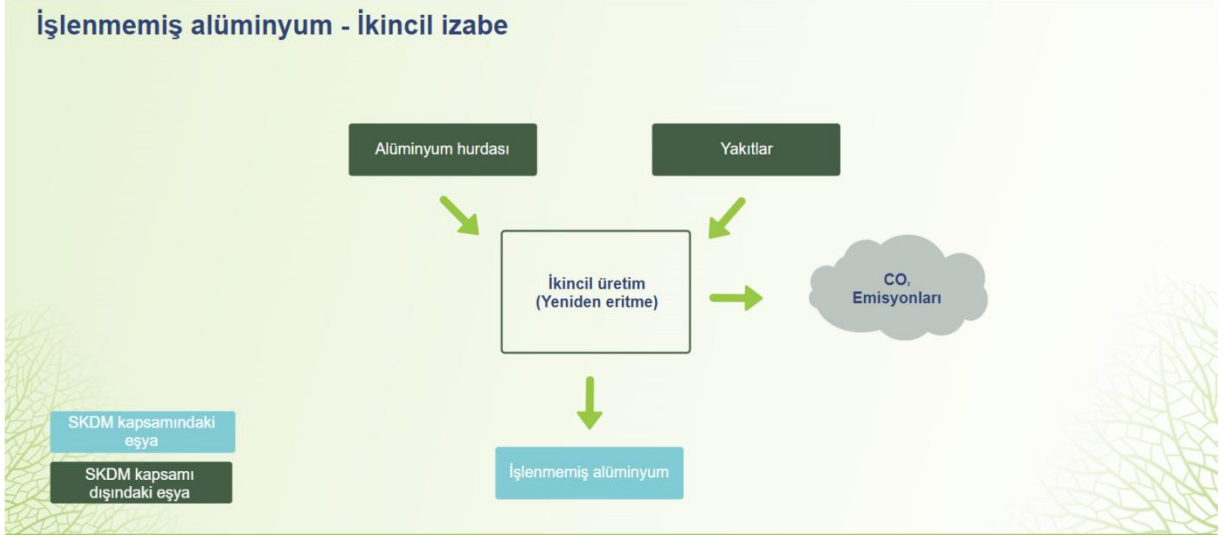 İşlenmemiş alüminyum - İkincil izabe
Alüminyum hurdası
Yakıtlar
İkincil üretim
(Yeniden eritme)
CO₂
Emisyonları
SKDM kapsamındaki
eşya
İşlenmemiş alüminyum
SKDM kapsamı
dışındaki eşya